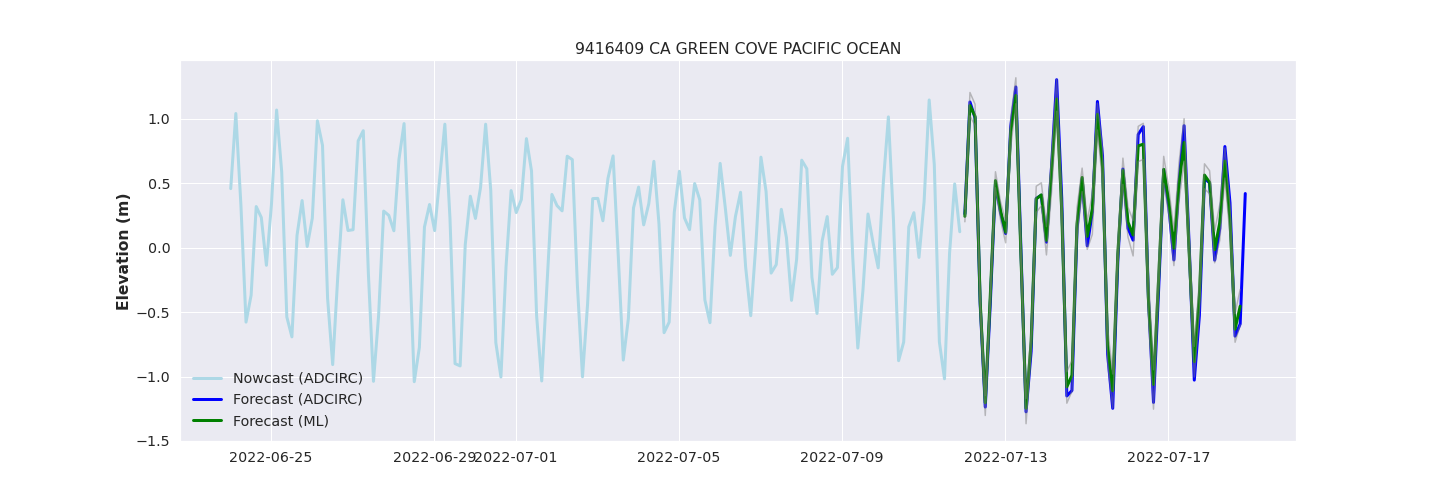 9416409 CA GREEN COVE PACIFIC OCEAN
Elevation (m)
1.0
0.5
0.0
−0.5
−1.0
−1.5
Nowcast (ADCIRC)
Forecast (ADCIRC)
Forecast (ML)
2022-06-25 2022-06-29 2022-07-01 2022-07-05 2022-07-09 2022-07-13 2022-07-17